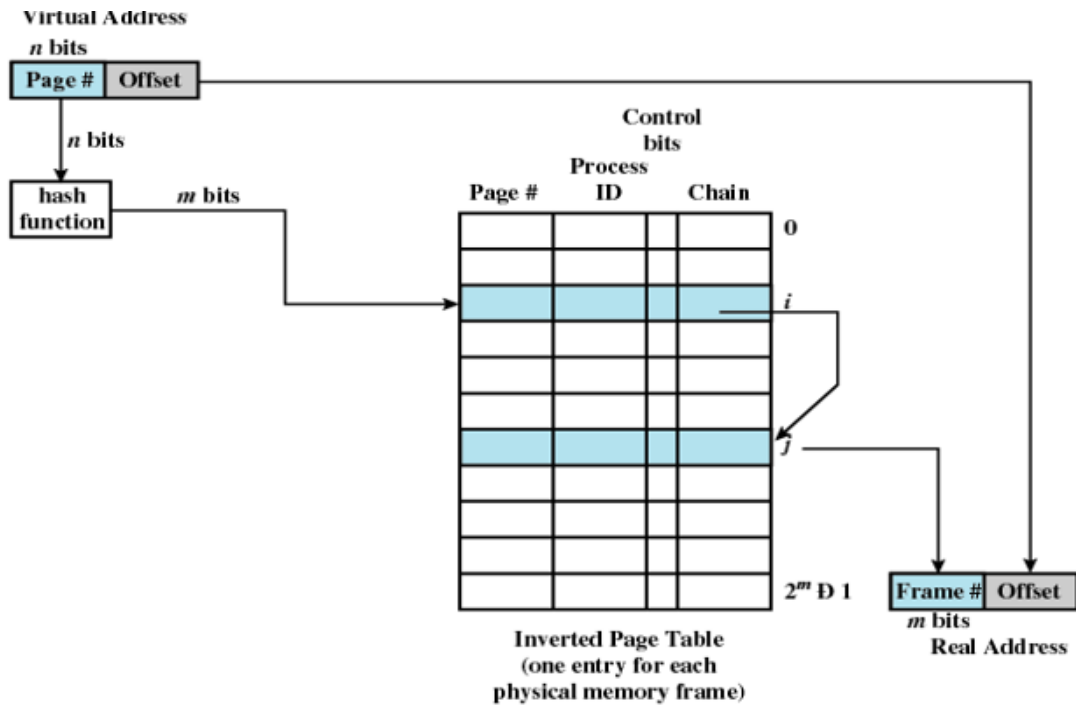 Virtual Address
n bits
Page # Offset
n bits
hash
function
m bits
Control
bits
Process
Page # ID Chain
0
i
j
2^m Ð 1
Frame # Offset
m bits
Real Address
Inverted Page Table
(one entry for each
physical memory frame)